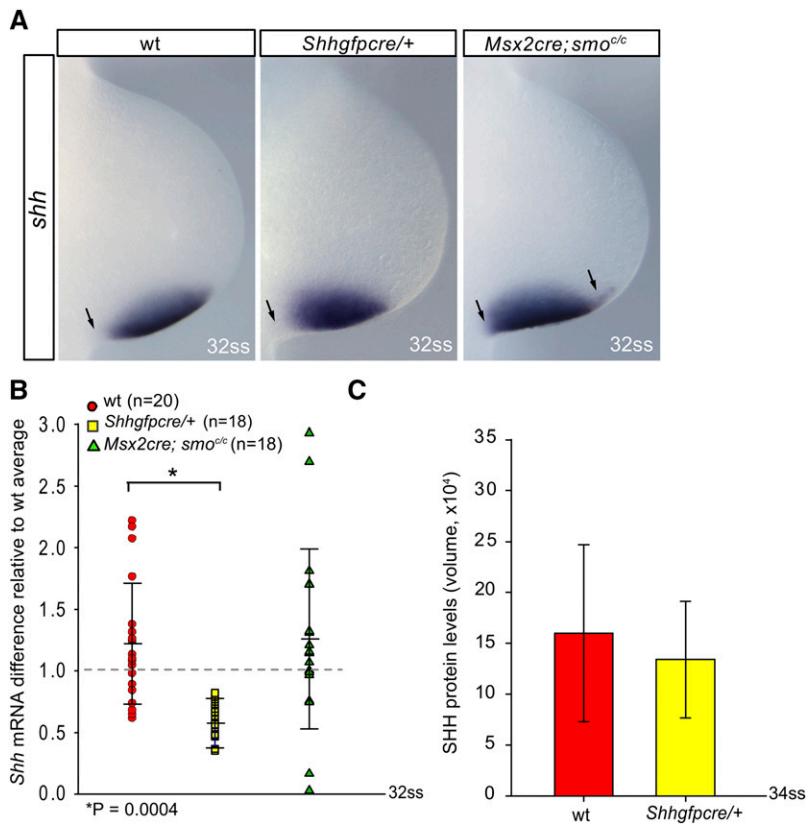 A
wt
Shhgfpcre/+
Msx2cre; smo^c/c
shh
32ss
32ss
32ss
B
wt (n=20)
Shhgfpcre/+ (n=18)
Msx2cre; smo^c/c (n=18)
*
Shh mRNA difference relative to wt average
3.0
2.5
2.0
1.5
1.0
0.5
0.0
32ss
*P = 0.0004
C
SHH protein levels (volume, x10⁴)
35
30
25
20
15
10
5
0
wt
Shhgfpcre/+
34ss